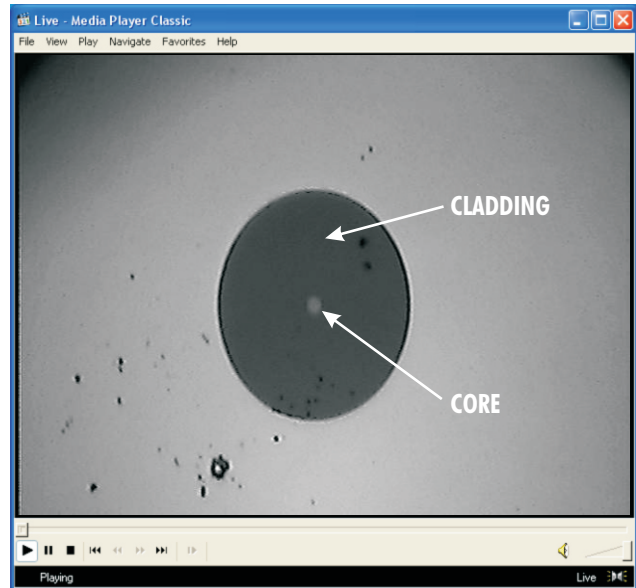 Live - Media Player Classic
File View Play Navigate Favorites Help
CLADDING
CORE
Playing
Live